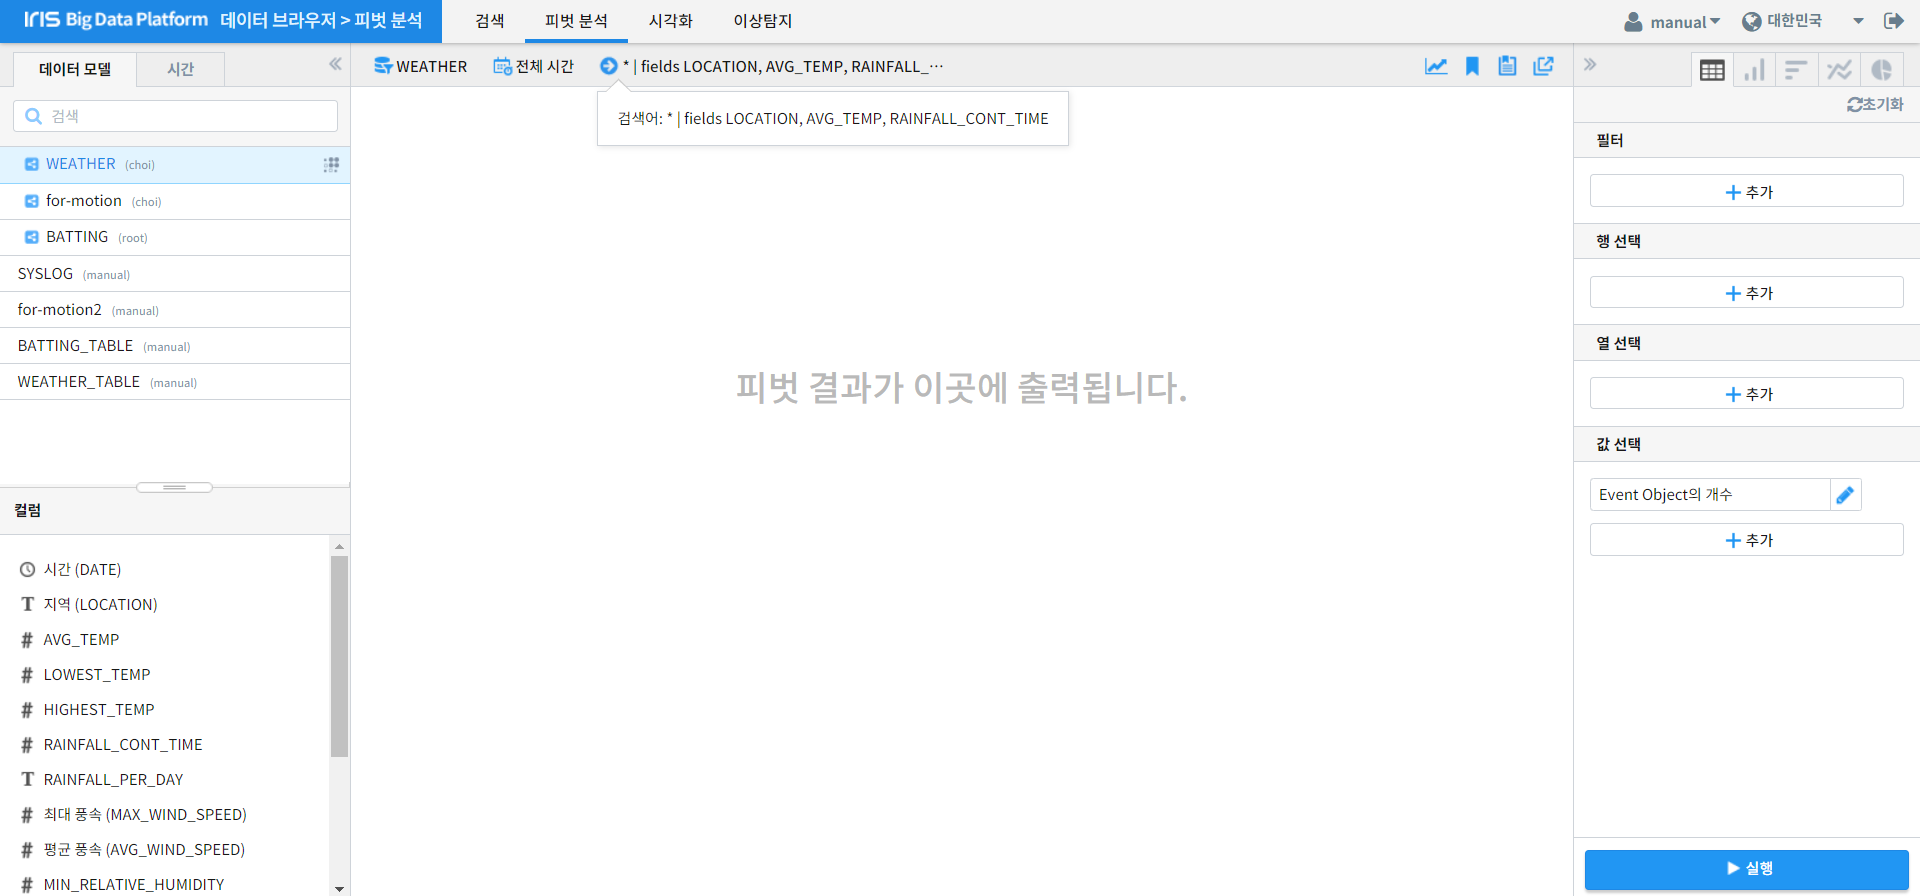 IRIS Big Data Platform 데이터 브라우저 > 피벗 분석
검색
피벗 분석
시각화
이상탐지
manual
대한민국
데이터 모델
시간
검색
WEATHER (choi)
for-motion (choi)
BATTING (root)
SYSLOG (manual)
for-motion2 (manual)
BATTING_TABLE (manual)
WEATHER_TABLE (manual)
컬럼
시간 (DATE)
지역 (LOCATION)
AVG_TEMP
LOWEST_TEMP
HIGHEST_TEMP
RAINFALL_CONT_TIME
RAINFALL_PER_DAY
최대 풍속 (MAX_WIND_SPEED)
평균 풍속 (AVG_WIND_SPEED)
MIN_RELATIVE_HUMIDITY
WEATHER
전체 시간
* | fields LOCATION, AVG_TEMP, RAINFALL_···
검색어: * | fields LOCATION, AVG_TEMP, RAINFALL_CONT_TIME
피벗 결과가 이곳에 출력됩니다.
초기화
필터
추가
행 선택
추가
열 선택
추가
값 선택
Event Object의 개수
추가
실행